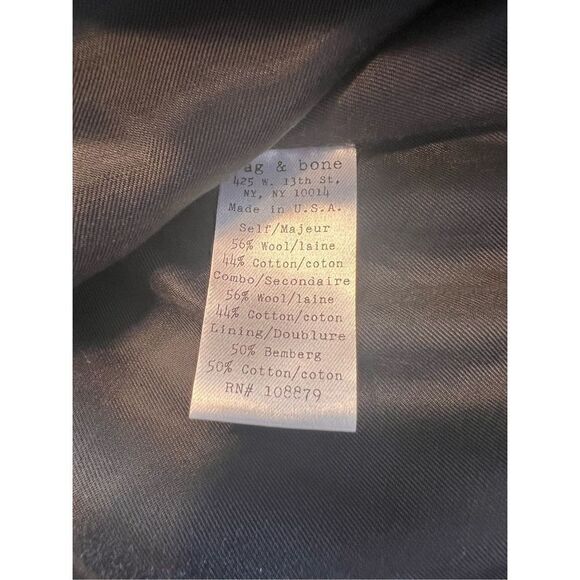 ag & bone
425 W. 13th St,
NY, NY 10014
Made in U.S.A.
Self/Majeur
56% Wool/laine
44% Cotton/coton
Combo/Secondaire
56% Wool/laine
44% Cotton/coton
Lining/Doublure
50% Bemberg
50% Cotton/coton
RN# 108879